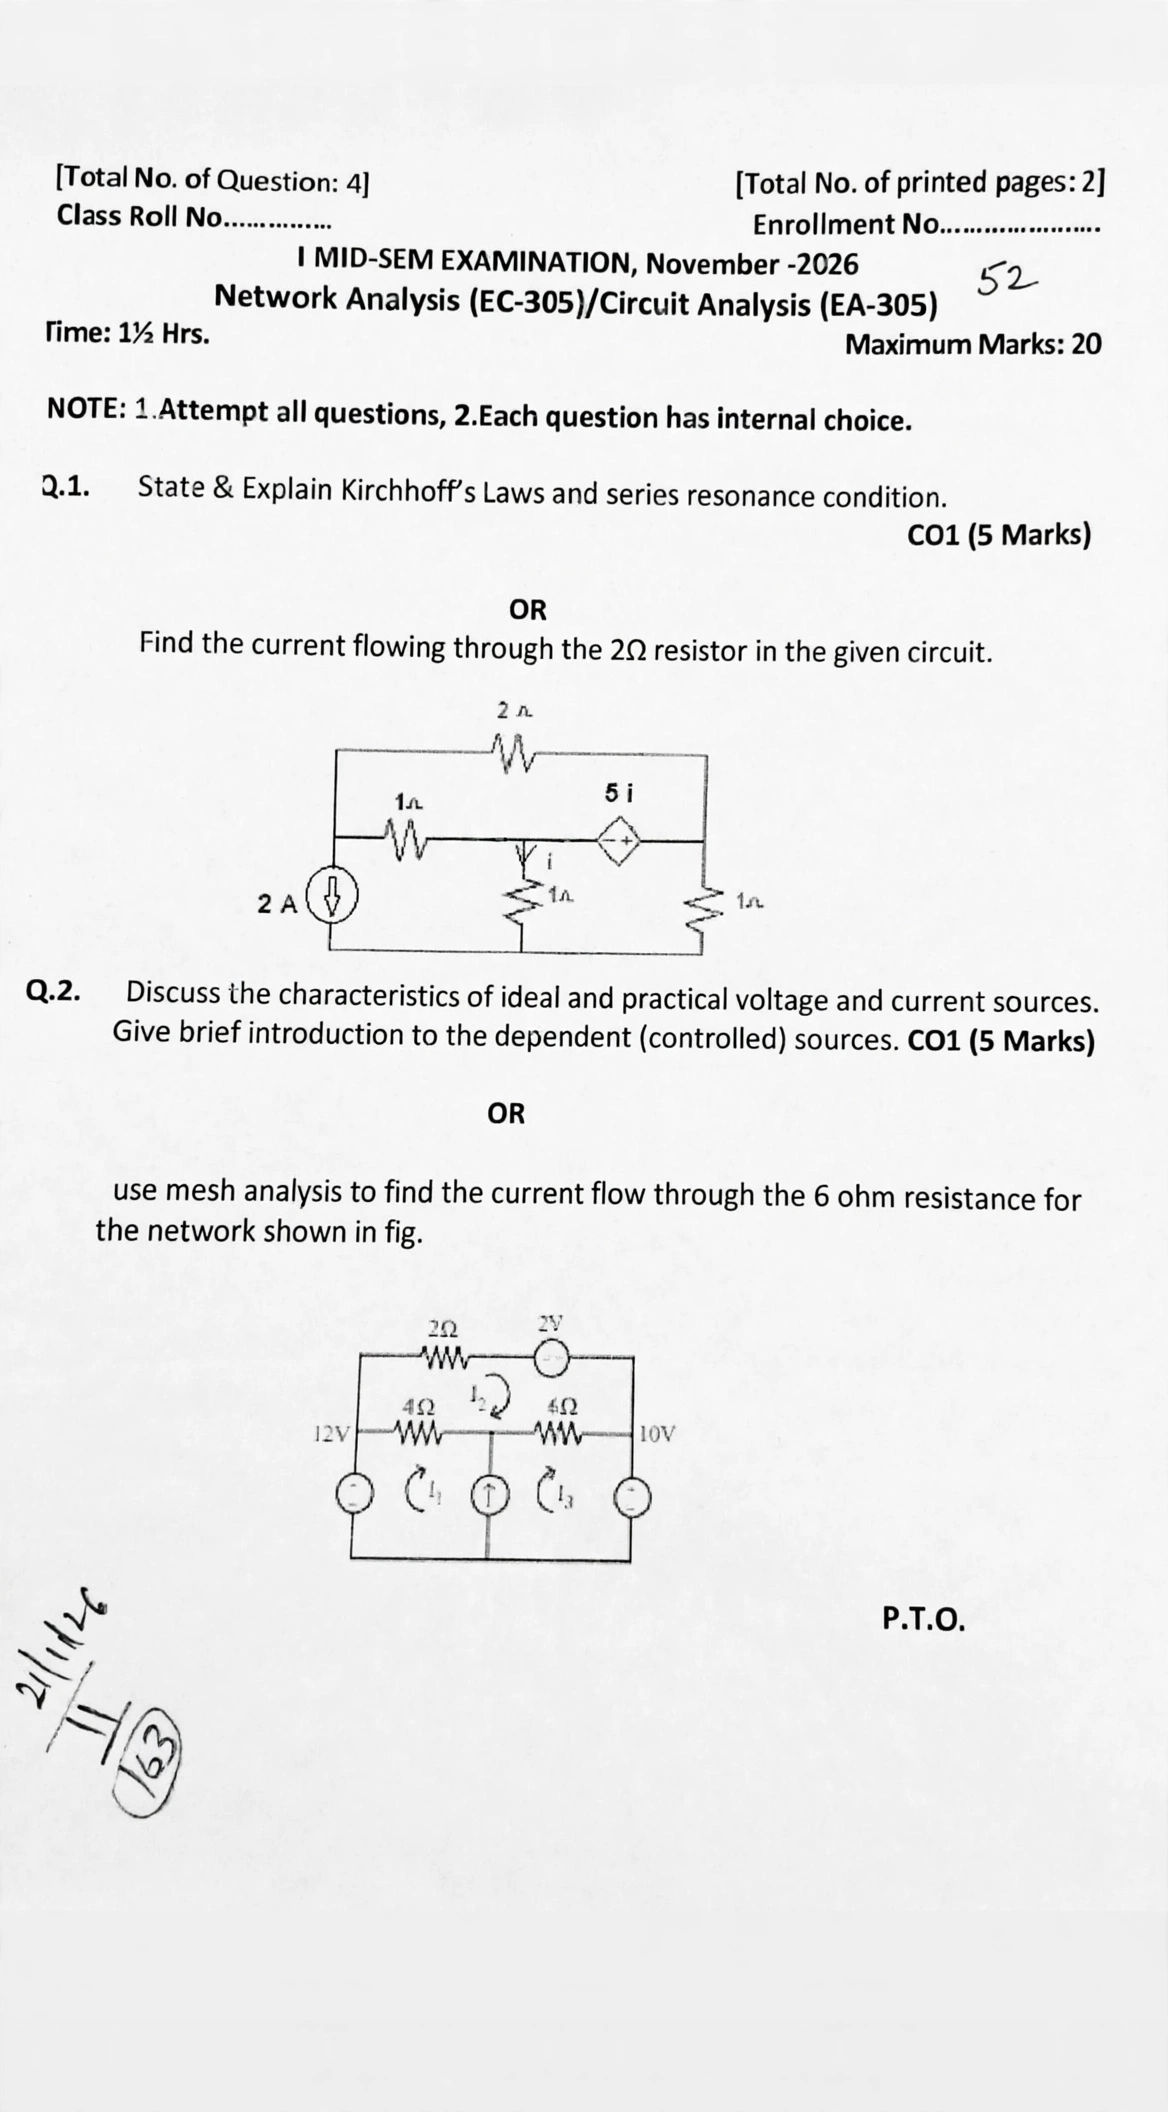 [Total No. of Question: 4] [Total No. of printed pages: 2]
Class Roll No............... Enrollment No......................
I MID-SEM EXAMINATION, November -2026
52
Network Analysis (EC-305)/Circuit Analysis (EA-305)
Time: 1½ Hrs. Maximum Marks: 20
NOTE: 1.Attempt all questions, 2.Each question has internal choice.
Q.1. State & Explain Kirchhoff's Laws and series resonance condition.
CO1 (5 Marks)
OR
Find the current flowing through the 2Ω resistor in the given circuit.
2 Ω
1Ω 5 i
- +
i
2 A 1Ω 1Ω
Q.2. Discuss the characteristics of ideal and practical voltage and current sources.
Give brief introduction to the dependent (controlled) sources. CO1 (5 Marks)
OR
use mesh analysis to find the current flow through the 6 ohm resistance for
the network shown in fig.
2Ω 2V
I2
4Ω 6Ω
12V 10V
I1 I3
P.T.O.
21/11/26
11
163